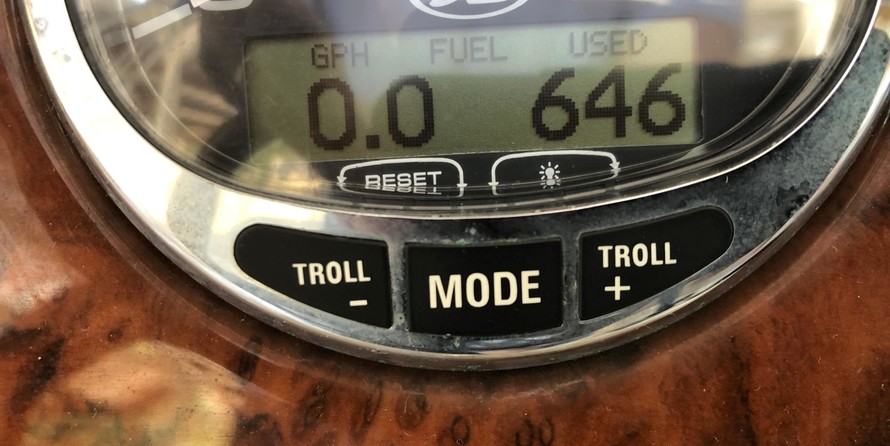 GPH FUEL USED
0.0 646
RESET
TROLL - MODE TROLL +